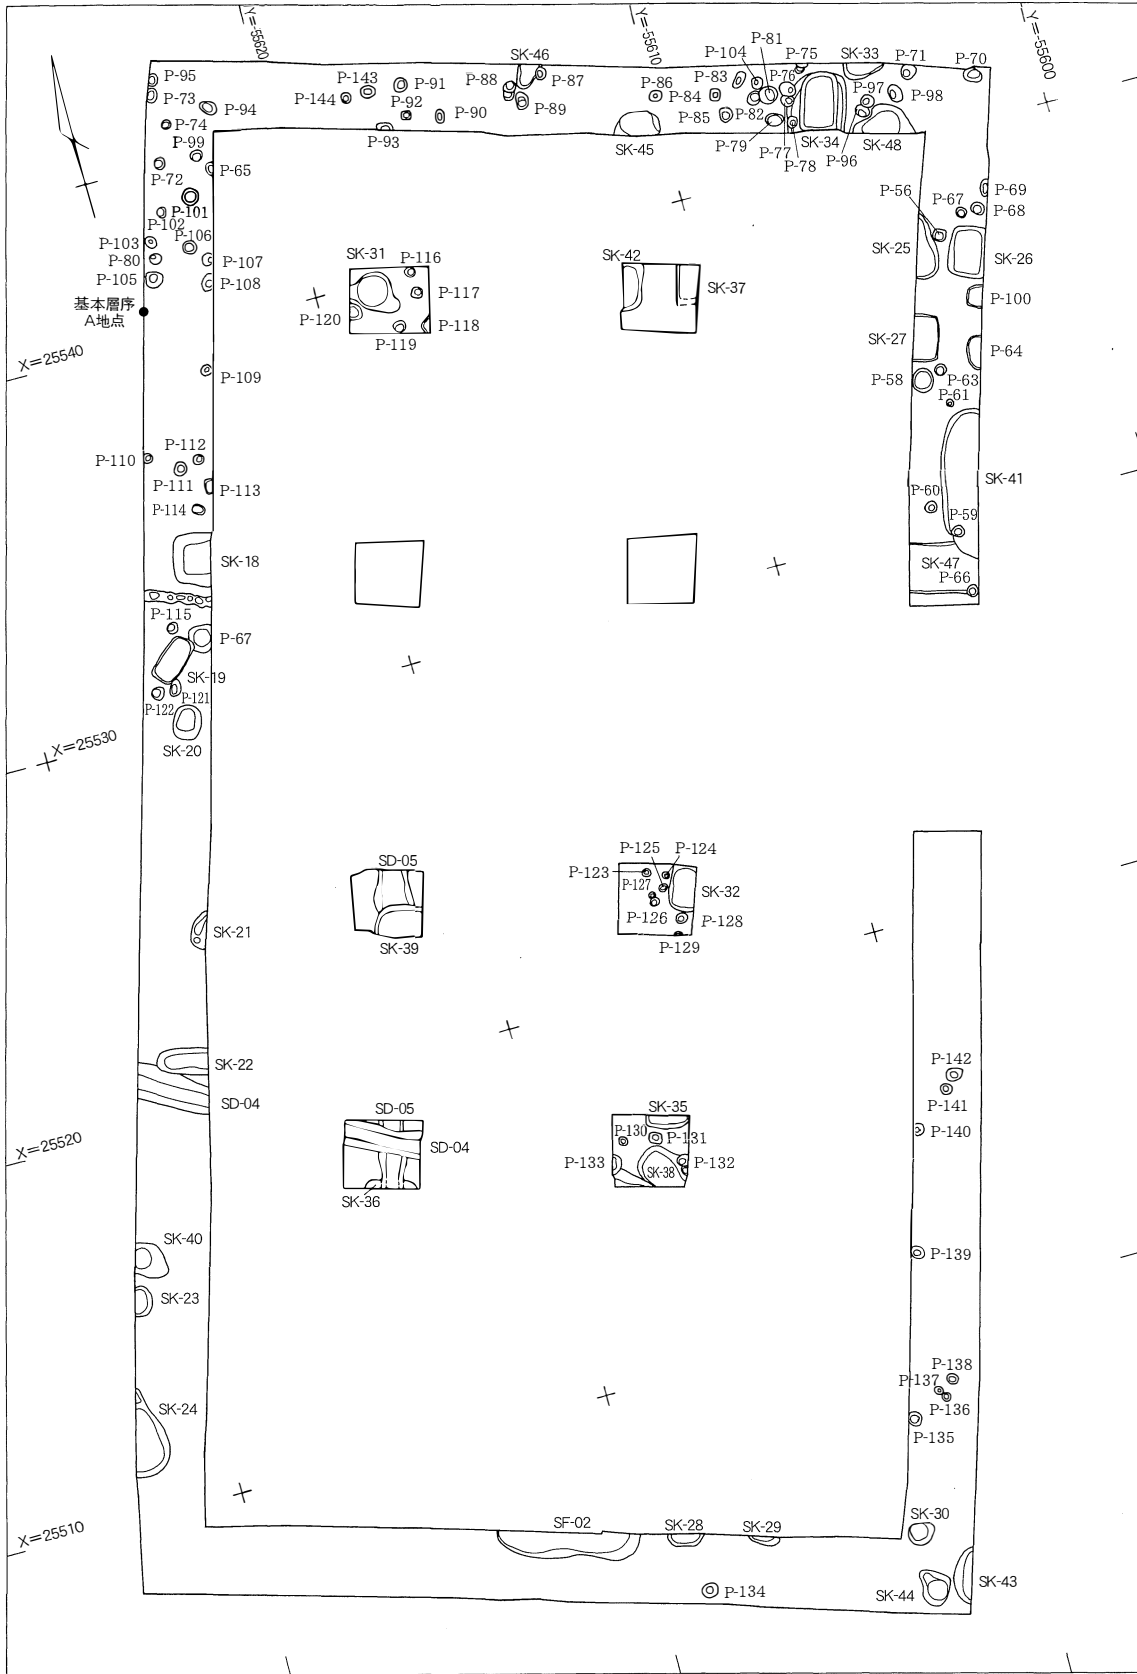 Y=-55620
Y=-55610
Y=-55600
P-81
SK-46
P-104
P-75
SK-33
P-71
P-70
P-95
P-143
P-91
P-88
P-87
P-86
P-83
P-76
P-97
P-73
P-94
P-144
P-92
P-90
P-89
P-84
P-98
P-74
P-93
P-85
P-82
P-99
SK-45
P-79
P-77
P-78
SK-34
P-96
SK-48
P-72
P-65
P-101
P-102
P-56
P-67
P-69
P-68
P-103
P-106
P-80
P-107
P-105
P-108
SK-31
P-116
SK-42
SK-25
SK-26
P-117
SK-37
P-100
基本層序
A地点
P-120
P-118
P-119
SK-27
P-64
X=25540
P-109
P-58
P-63
P-61
P-110
P-112
P-111
P-113
P-114
SK-41
P-60
P-59
SK-18
SK-47
P-66
P-115
P-67
SK-19
P-121
P-122
SK-20
X=25530
SD-05
P-125
P-124
P-123
P-127
SK-32
P-126
P-128
SK-21
SK-39
P-129
SK-22
SD-04
P-142
P-141
SD-05
SK-35
P-130
P-131
P-140
SD-04
P-133
SK-38
P-132
X=25520
SK-36
SK-40
P-139
SK-23
P-138
P-137
SK-24
P-136
P-135
X=25510
SF-02
SK-28
SK-29
SK-30
P-134
SK-44
SK-43